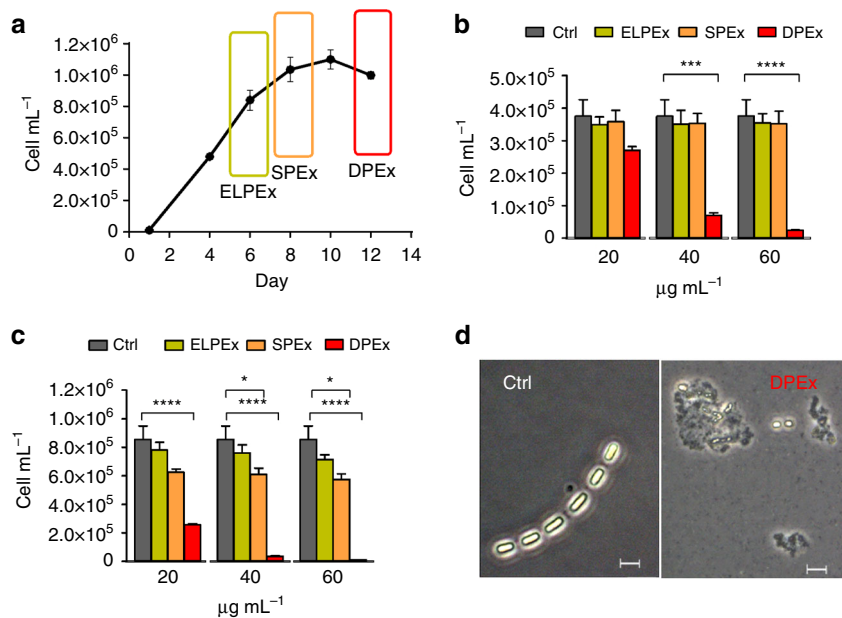 a
1.2×10⁶
1.0×10⁶
8.0×10⁵
6.0×10⁵
4.0×10⁵
2.0×10⁵
0
Cell mL⁻¹
ELPEx
SPEx
DPEx
0 2 4 6 8 10 12 14
Day
b
Ctrl ELPEx SPEx DPEx
*** ****
5.0×10⁵
4.0×10⁵
3.0×10⁵
2.0×10⁵
1.0×10⁵
0
Cell mL⁻¹
20 40 60
μg mL⁻¹
c
Ctrl ELPEx SPEx DPEx
* *
**** **** ****
1.2×10⁶
1.0×10⁶
8.0×10⁵
6.0×10⁵
4.0×10⁵
2.0×10⁵
0
Cell mL⁻¹
20 40 60
μg mL⁻¹
d
Ctrl DPEx